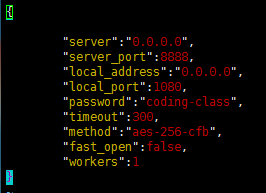 {
"server":"0.0.0.0",
"server_port":8888,
"local_address":"0.0.0.0",
"local_port":1080,
"password":"coding-class",
"timeout":300,
"method":"aes-256-cfb",
"fast_open":false,
"workers":1
}